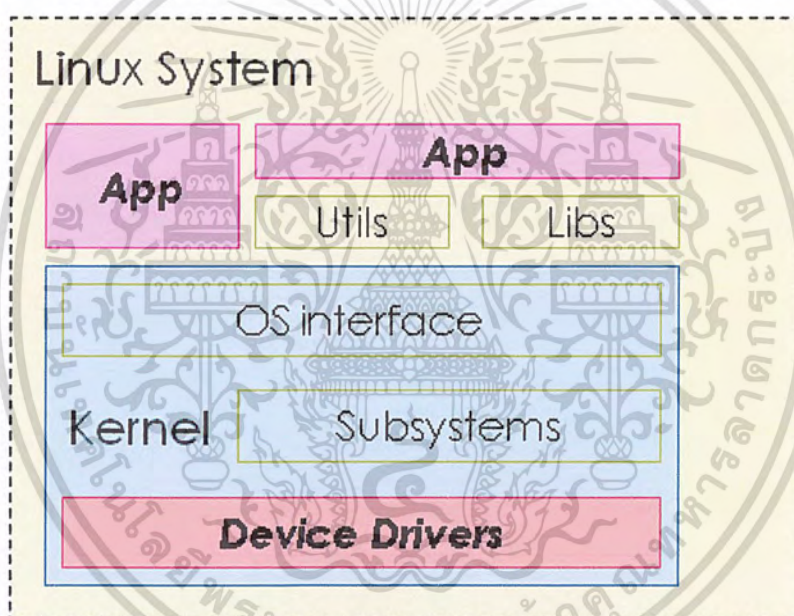 Linux System
App
App
Utils
Libs
OS interface
Kernel
Subsystems
Device Drivers